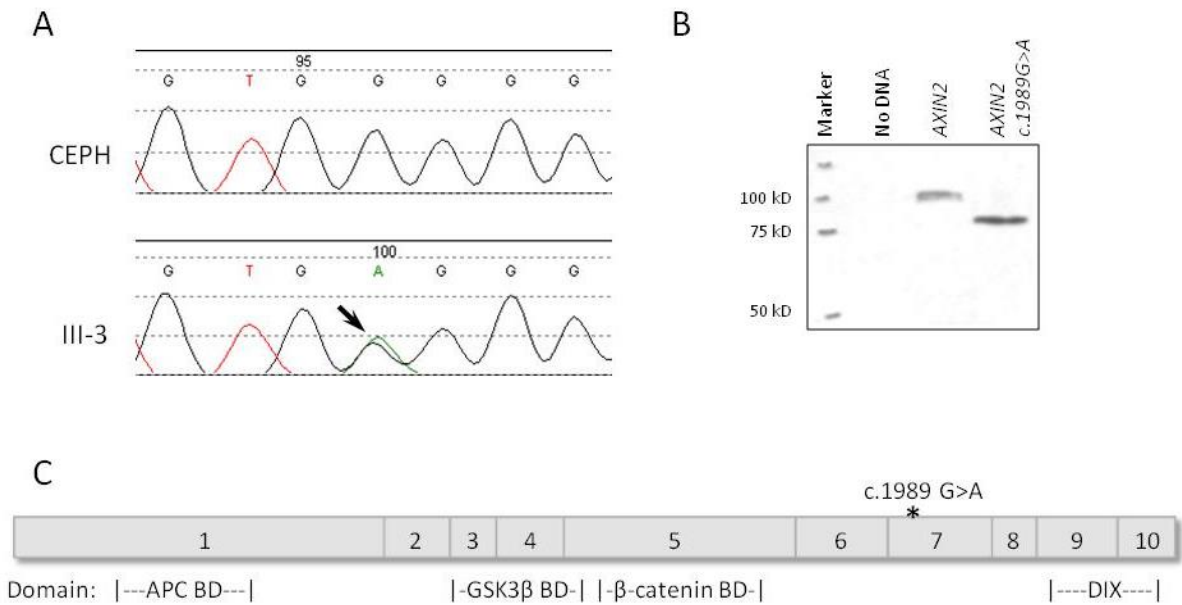 A
95
G T G G G G G
CEPH
100
G T G A G G G
III-3
B
Marker
No DNA
AXIN2
AXIN2
c.1989G>A
100 kD
75 kD
50 kD
C
c.1989 G>A
*
1 2 3 4 5 6 7 8 9 10
Domain: |---APC BD---| |-GSK3β BD-| |-β-catenin BD-| |----DIX----|